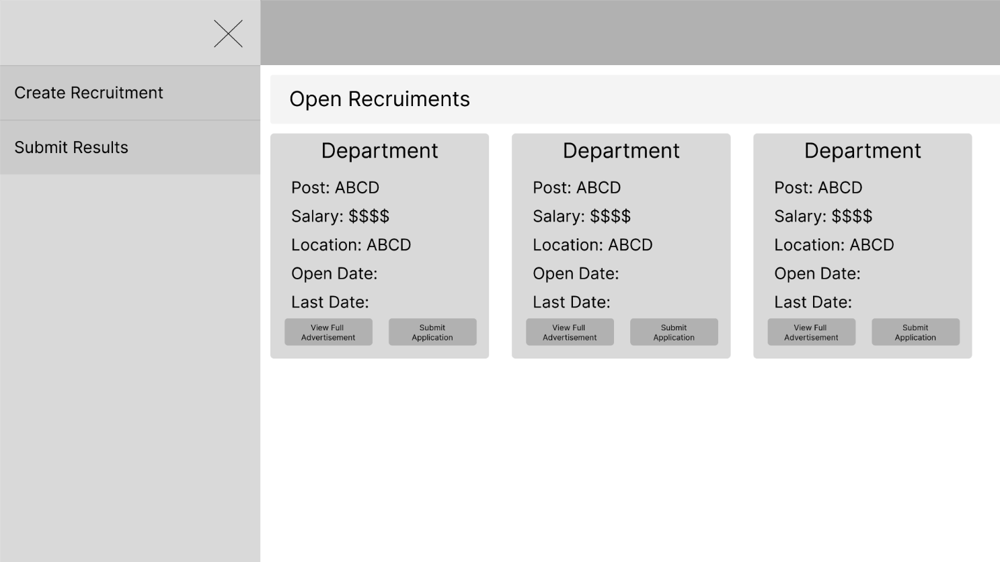 Create Recruitment
Submit Results
Open Recruiments
Department
Post: ABCD
Salary: $$$$
Location: ABCD
Open Date:
Last Date:
View Full
Advertisement
Submit
Application
Department
Post: ABCD
Salary: $$$$
Location: ABCD
Open Date:
Last Date:
View Full
Advertisement
Submit
Application
Department
Post: ABCD
Salary: $$$$
Location: ABCD
Open Date:
Last Date:
View Full
Advertisement
Submit
Application